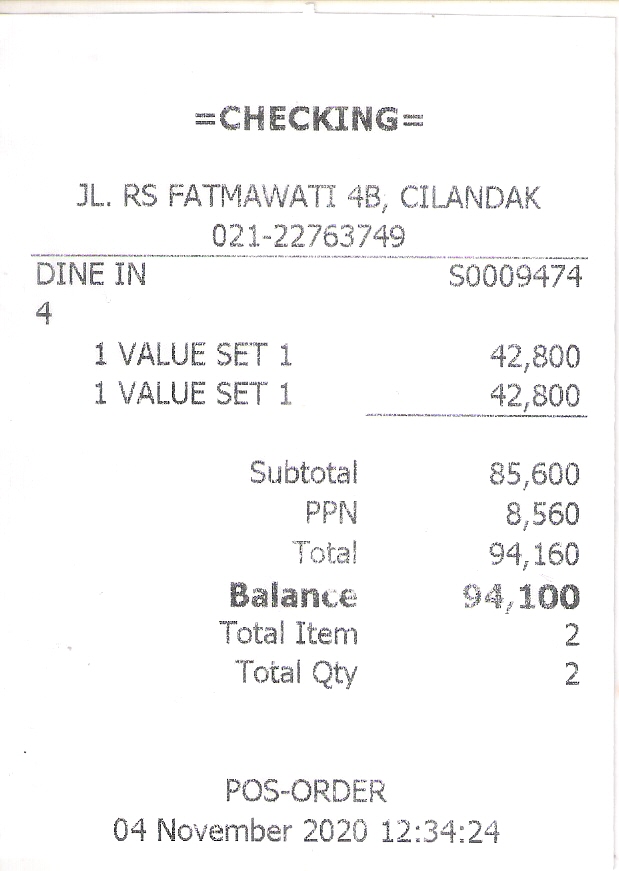 =CHECKING=
JL. RS FATMAWATI 4B, CILANDAK
021-22763749
DINE IN S0009474
4
1 VALUE SET 1 42,800
1 VALUE SET 1 42,800
Subtotal 85,600
PPN 8,560
Total 94,160
Balance 94,100
Total Item 2
Total Qty 2
POS-ORDER
04 November 2020 12:34:24